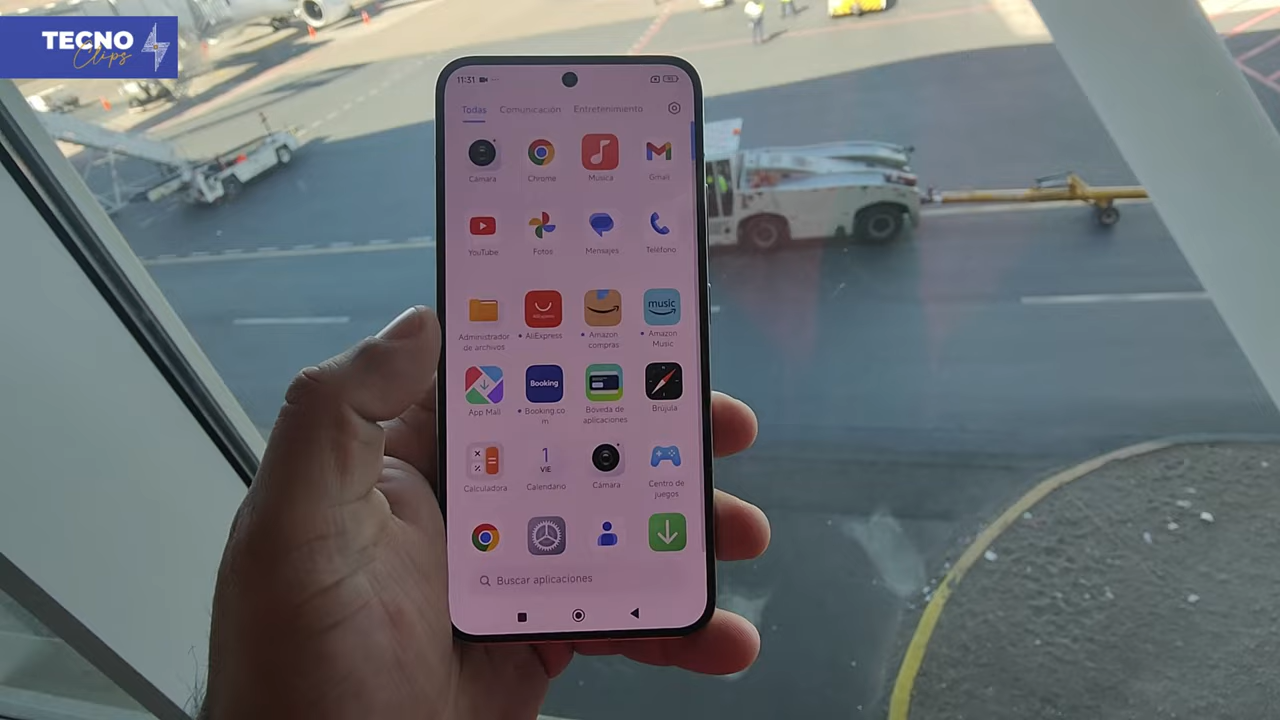 TECNO
Clips
11:31
Todas Comunicación Entretenimiento
Cámara Chrome Música Gmail
YouTube Fotos Mensajes Teléfono
AliExpress
music
Administrador de archivos
AliExpress
Amazon compras
Amazon Music
Booking
App Mall
Booking.com
Bóveda de aplicaciones
Brújula
1
VIE
Calculadora Calendario Cámara Centro de juegos
Buscar aplicaciones